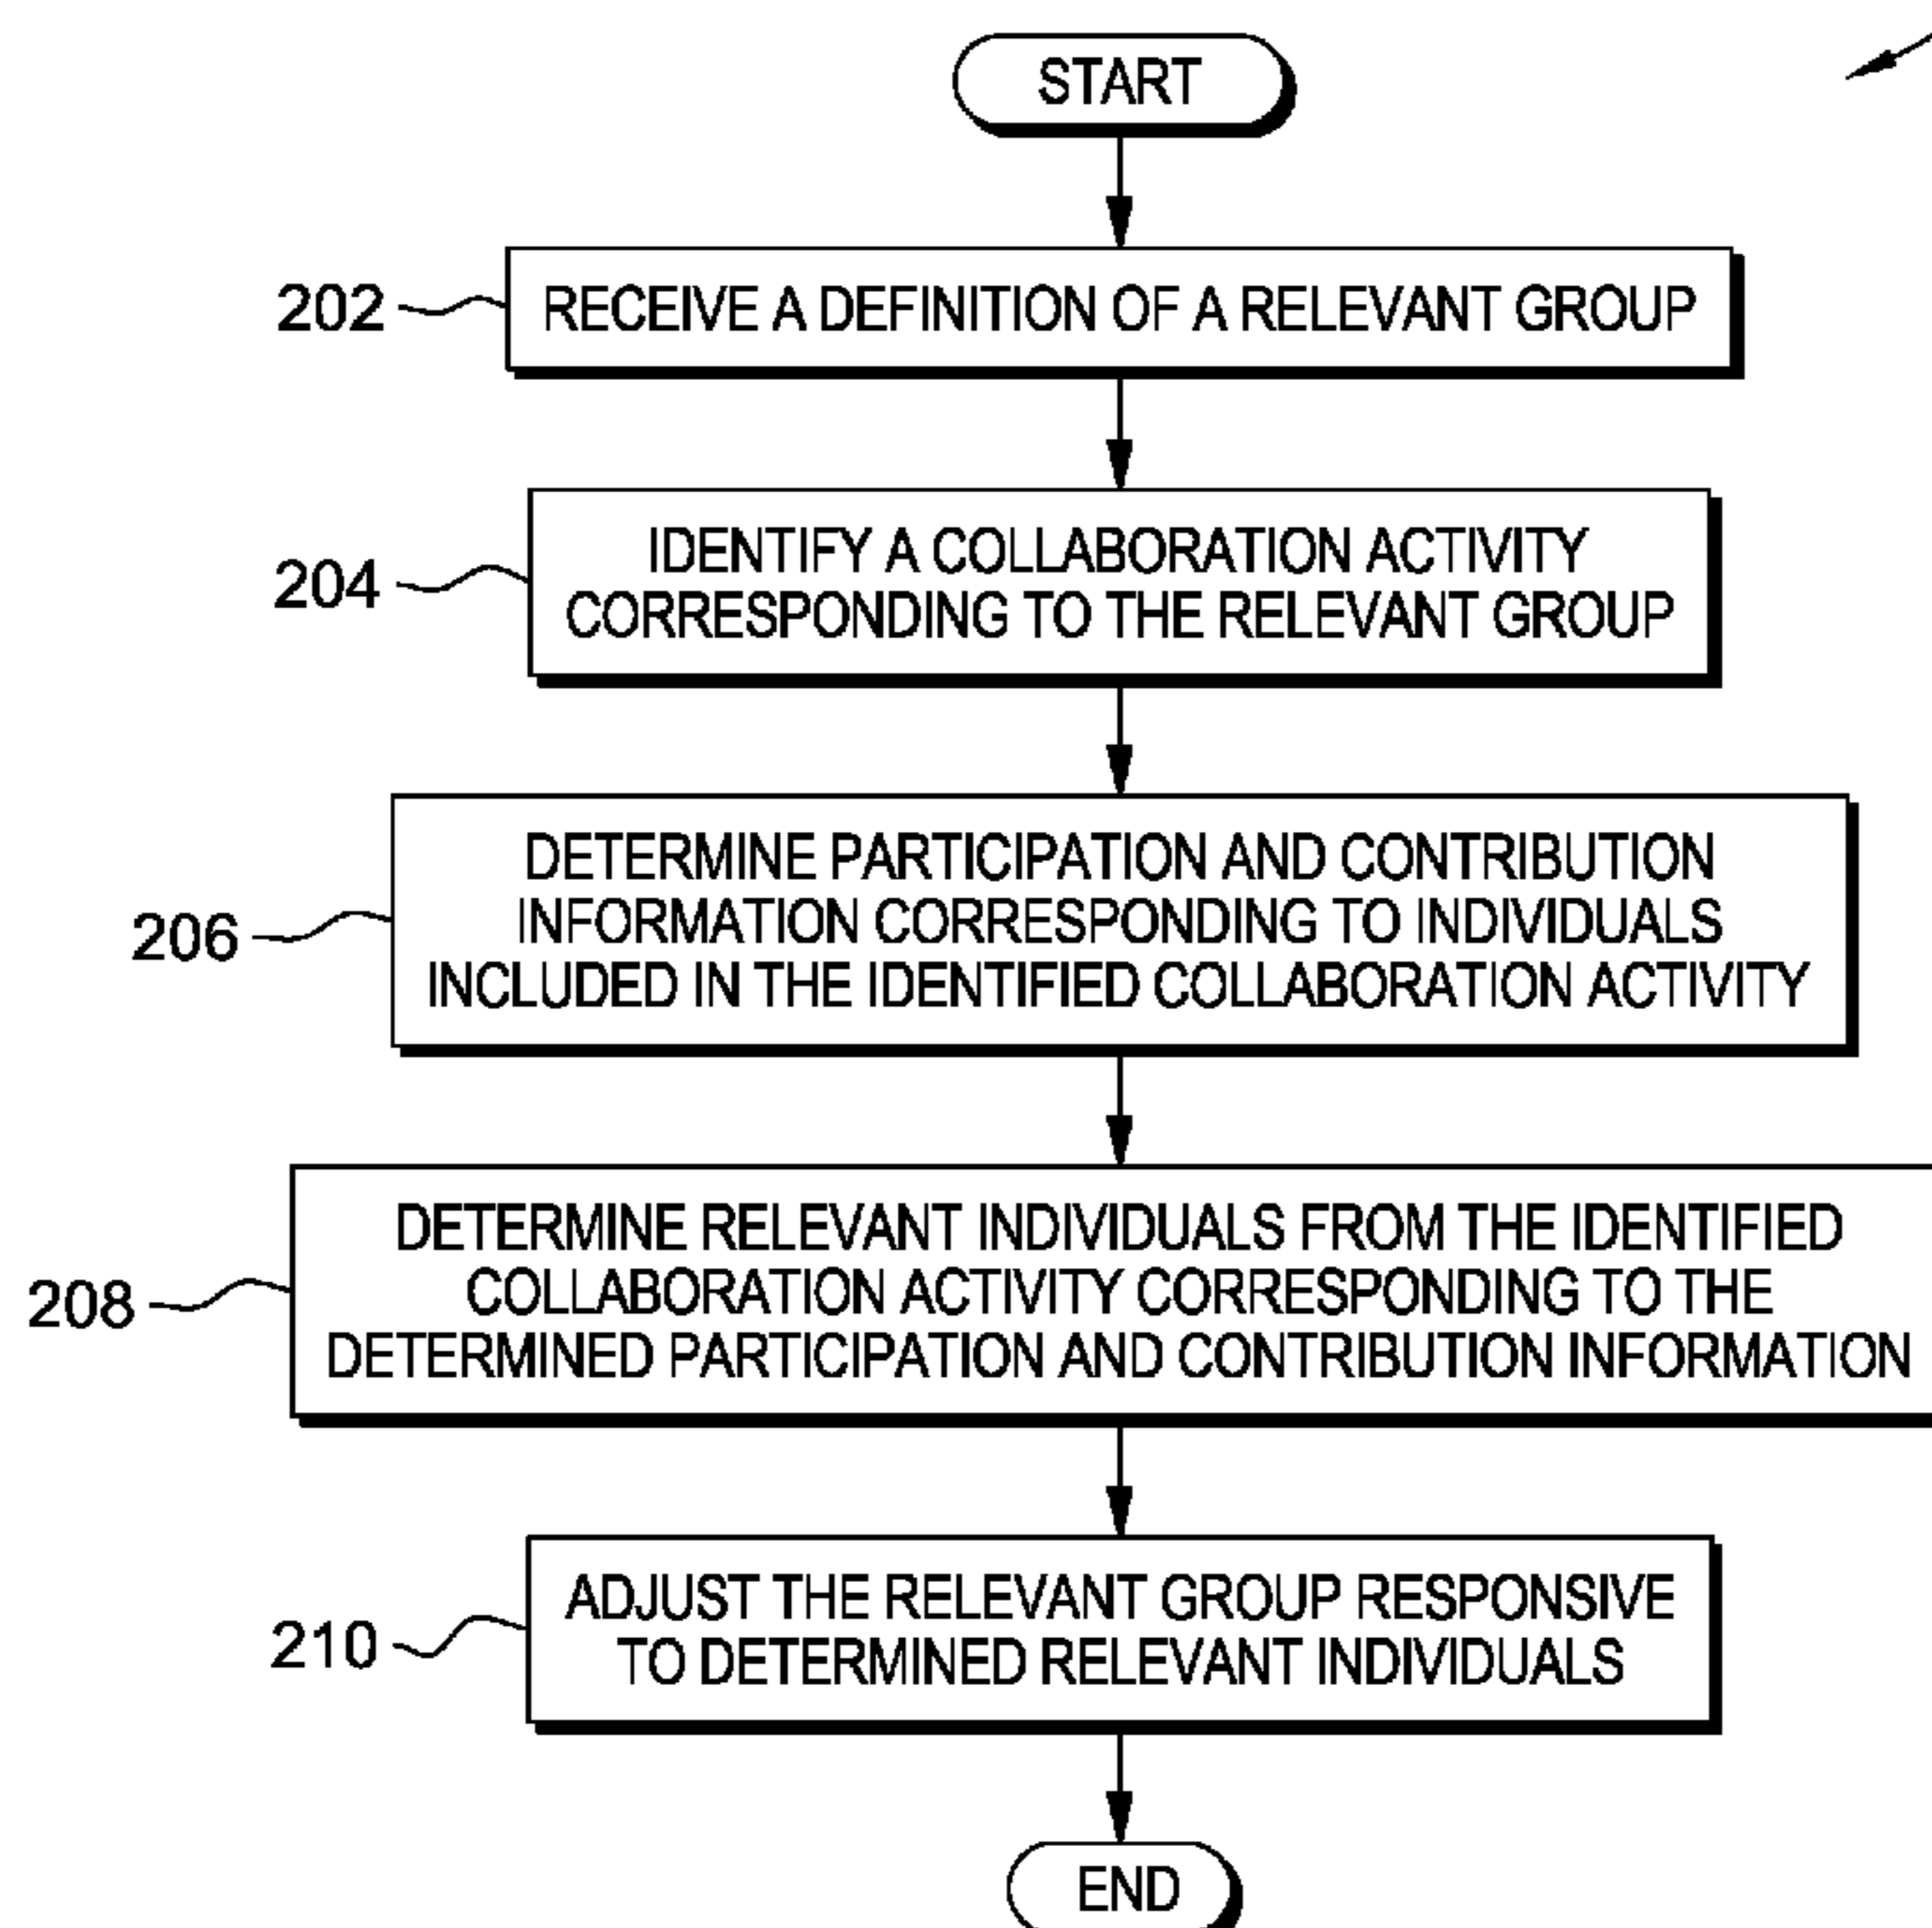 START
202
RECEIVE A DEFINITION OF A RELEVANT GROUP
204
IDENTIFY A COLLABORATION ACTIVITY
CORRESPONDING TO THE RELEVANT GROUP
206
DETERMINE PARTICIPATION AND CONTRIBUTION
INFORMATION CORRESPONDING TO INDIVIDUALS
INCLUDED IN THE IDENTIFIED COLLABORATION ACTIVITY
208
DETERMINE RELEVANT INDIVIDUALS FROM THE IDENTIFIED
COLLABORATION ACTIVITY CORRESPONDING TO THE
DETERMINED PARTICIPATION AND CONTRIBUTION INFORMATION
210
ADJUST THE RELEVANT GROUP RESPONSIVE
TO DETERMINED RELEVANT INDIVIDUALS
END